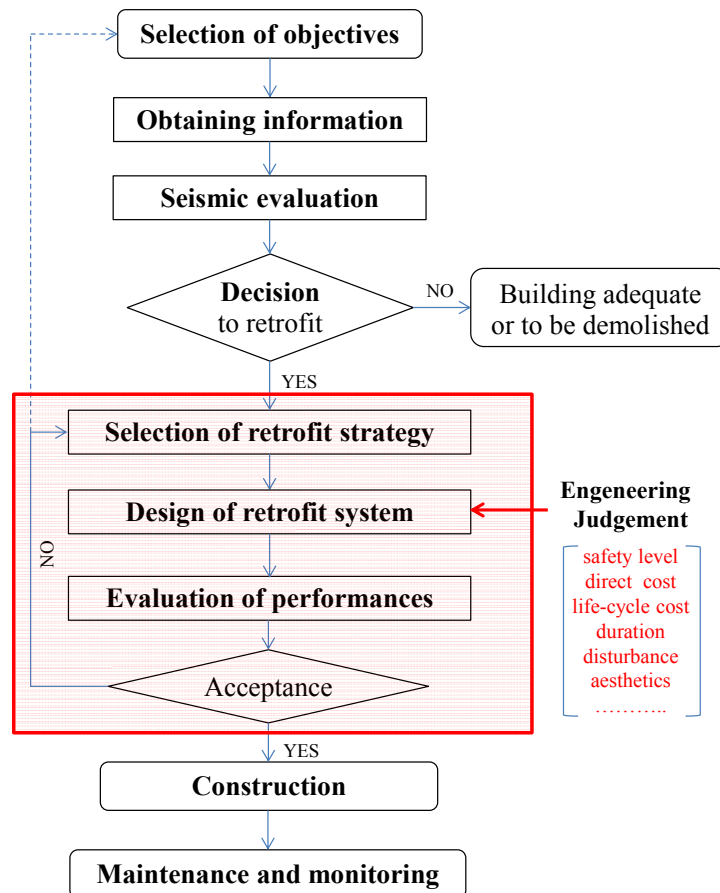 Selection of objectives
Obtaining information
Seismic evaluation
Decision
to retrofit
NO
Building adequate
or to be demolished
YES
Selection of retrofit strategy
Design of retrofit system
Engeneering
Judgement
safety level
direct cost
life-cycle cost
duration
disturbance
aesthetics
………..
NO
Evaluation of performances
Acceptance
YES
Construction
Maintenance and monitoring